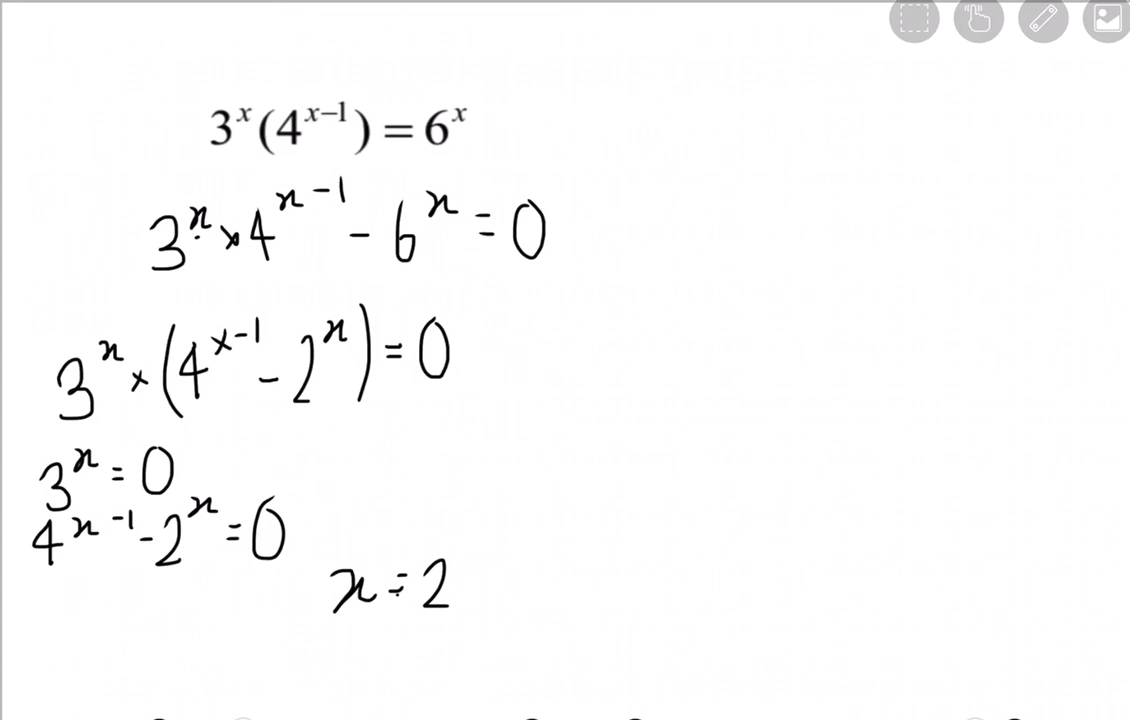 3^x(4^{x-1}) = 6^x
3^x × 4^{x-1} - 6^x = 0
3^x × (4^{x-1} - 2^x) = 0
3^x = 0
4^{x-1} - 2^x = 0
x = 2